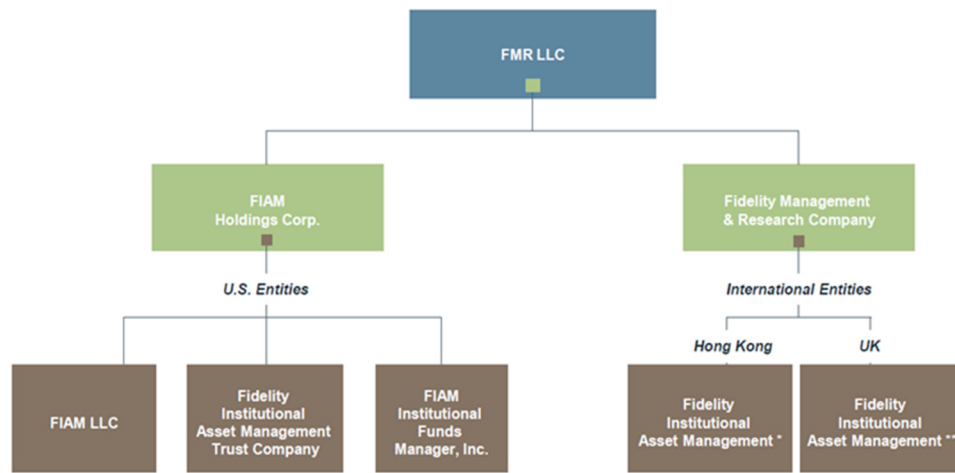 FMR LLC
FIAM
Holdings Corp.
Fidelity Management
& Research Company
U.S. Entities
International Entities
Hong Kong
UK
FIAM LLC
Fidelity
Institutional
Asset Management
Trust Company
FIAM
Institutional
Funds
Manager, Inc.
Fidelity
Institutional
Asset Management *
Fidelity
Institutional
Asset Management **